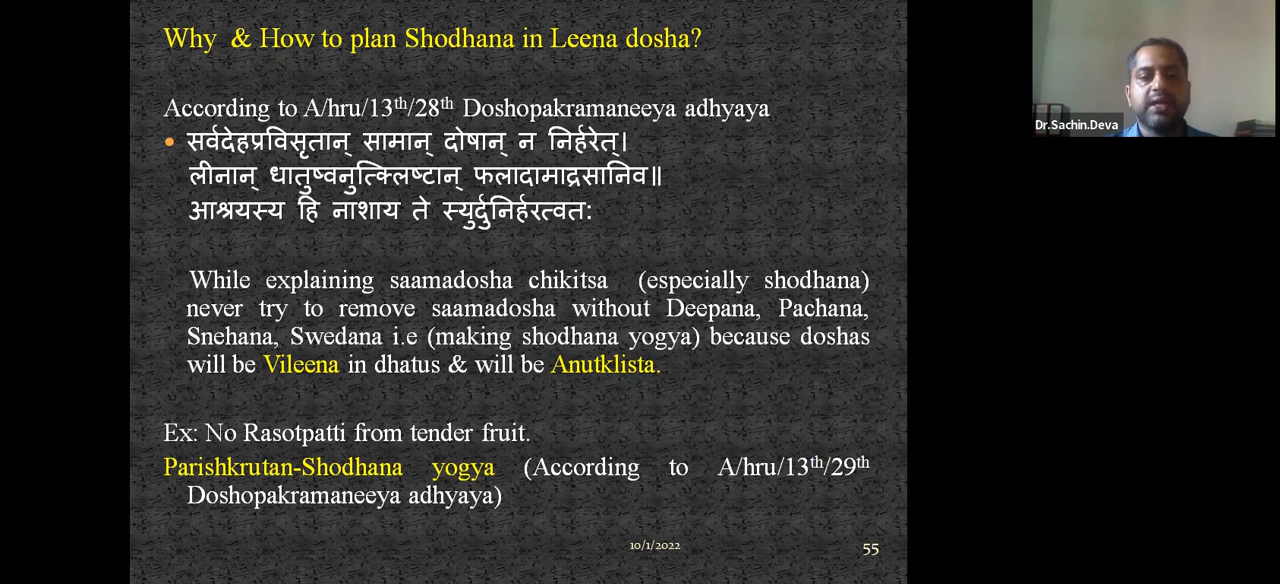 Why & How to plan Shodhana in Leena dosha?
According to A/hru/13th/28th Doshopakramaneeya adhyaya
• सर्वदेहप्रविसृतान् सामान् दोषान् न निर्हरेत्।
लीनान् धातुष्वनुत्क्लिष्टान् फलादामाद्रसानिव॥
आश्रयस्य हि नाशाय ते स्युर्दुनिर्हरत्वतः
While explaining saamadosha chikitsa (especially shodhana)
never try to remove saamadosha without Deepana, Pachana,
Snehana, Swedana i.e (making shodhana yogya) because doshas
will be Vileena in dhatus & will be Anutklista.
Ex: No Rasotpatti from tender fruit.
Parishkrutan-Shodhana yogya (According to A/hru/13th/29th
Doshopakramaneeya adhyaya)
10/1/2022
55
Dr.Sachin.Deva